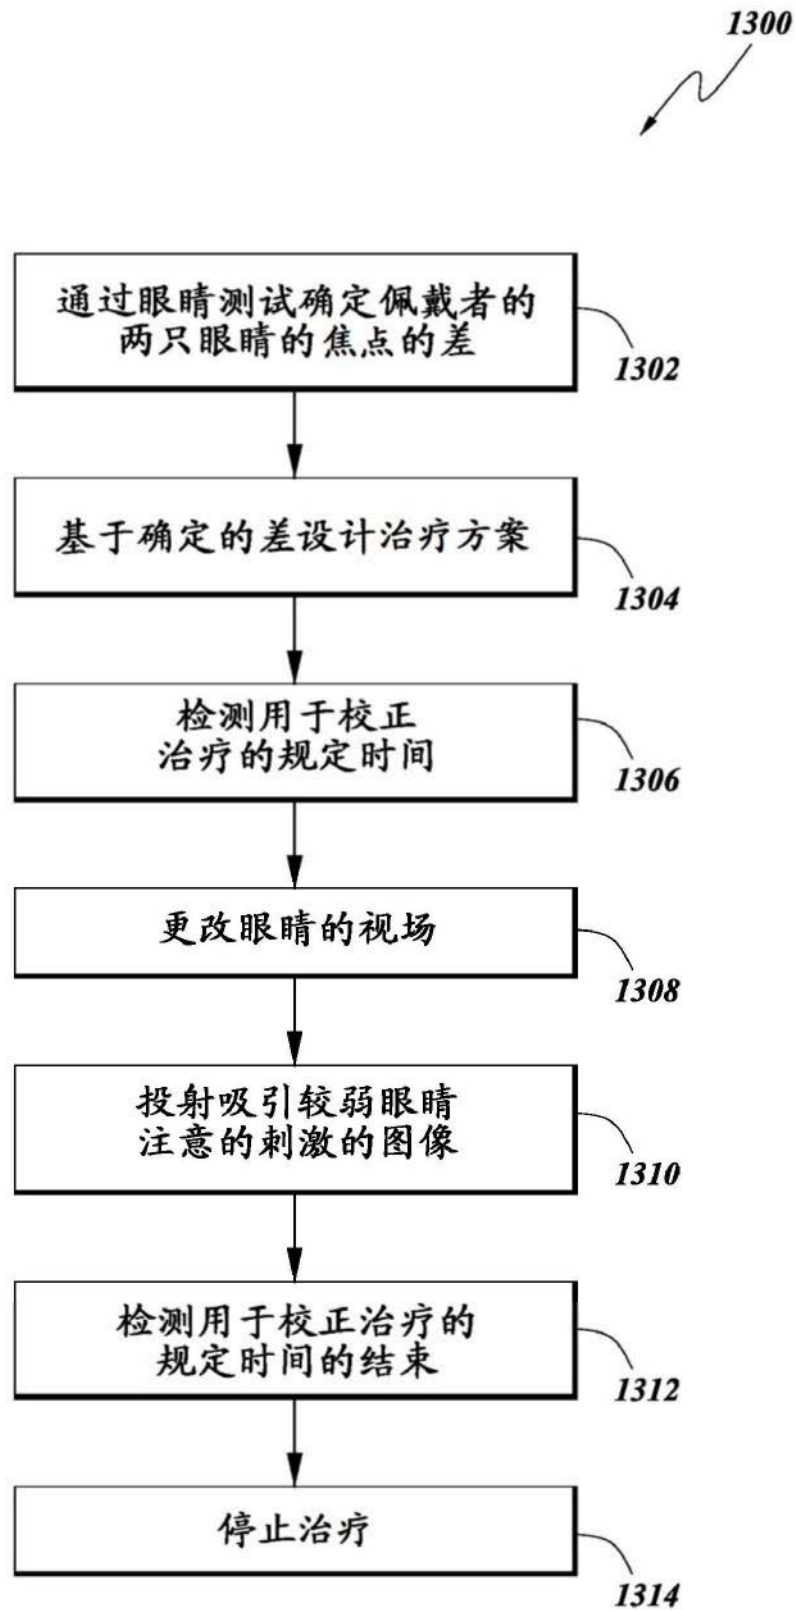 1300
通过眼睛测试确定佩戴者的
两只眼睛的焦点的差
1302
基于确定的差设计治疗方案
1304
检测用于校正
治疗的规定时间
1306
更改眼睛的视场
1308
投射吸引较弱眼睛
注意的刺激的图像
1310
检测用于校正治疗的
规定时间的结束
1312
停止治疗
1314